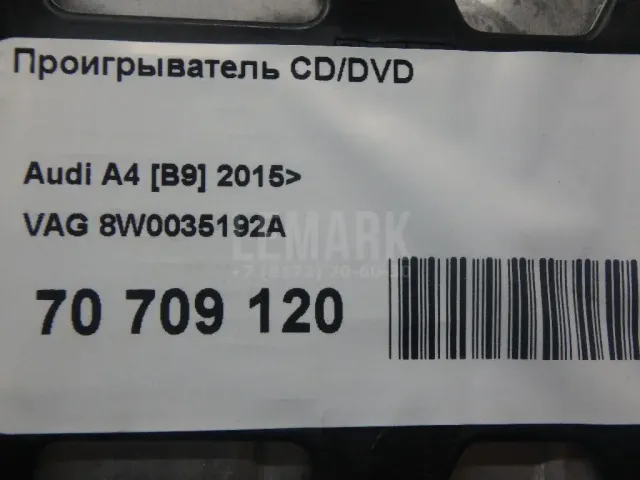 Проигрыватель CD/DVD
Audi A4 [B9] 2015>
VAG 8W0035192A
LEMARK
70 709 120